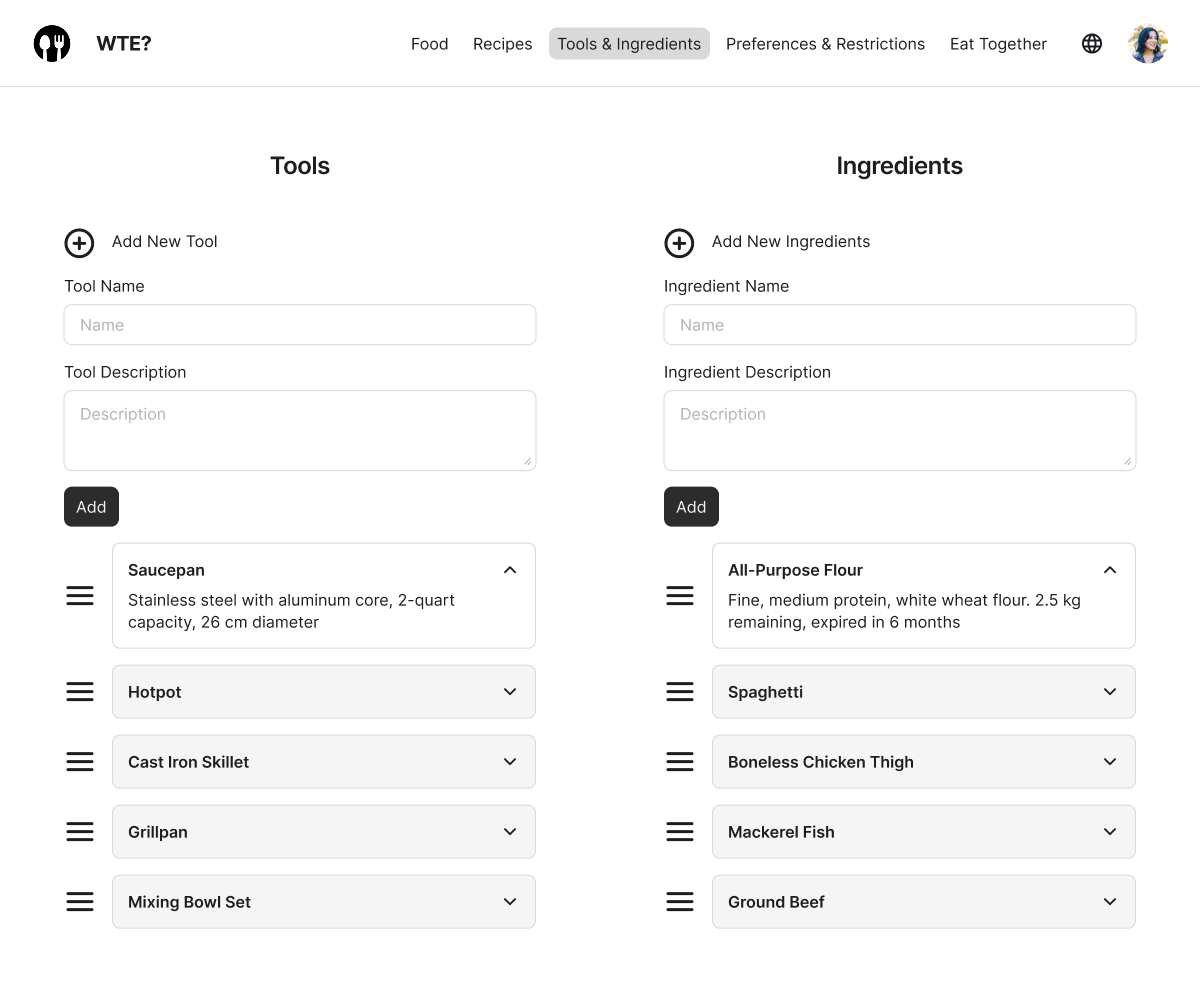 WTE?
Food
Recipes
Tools & Ingredients
Preferences & Restrictions
Eat Together
Tools
Add New Tool
Tool Name
Name
Tool Description
Description
Add
Saucepan
Stainless steel with aluminum core, 2-quart
capacity, 26 cm diameter
Hotpot
Cast Iron Skillet
Grillpan
Mixing Bowl Set
Ingredients
Add New Ingredients
Ingredient Name
Name
Ingredient Description
Description
Add
All-Purpose Flour
Fine, medium protein, white wheat flour. 2.5 kg
remaining, expired in 6 months
Spaghetti
Boneless Chicken Thigh
Mackerel Fish
Ground Beef